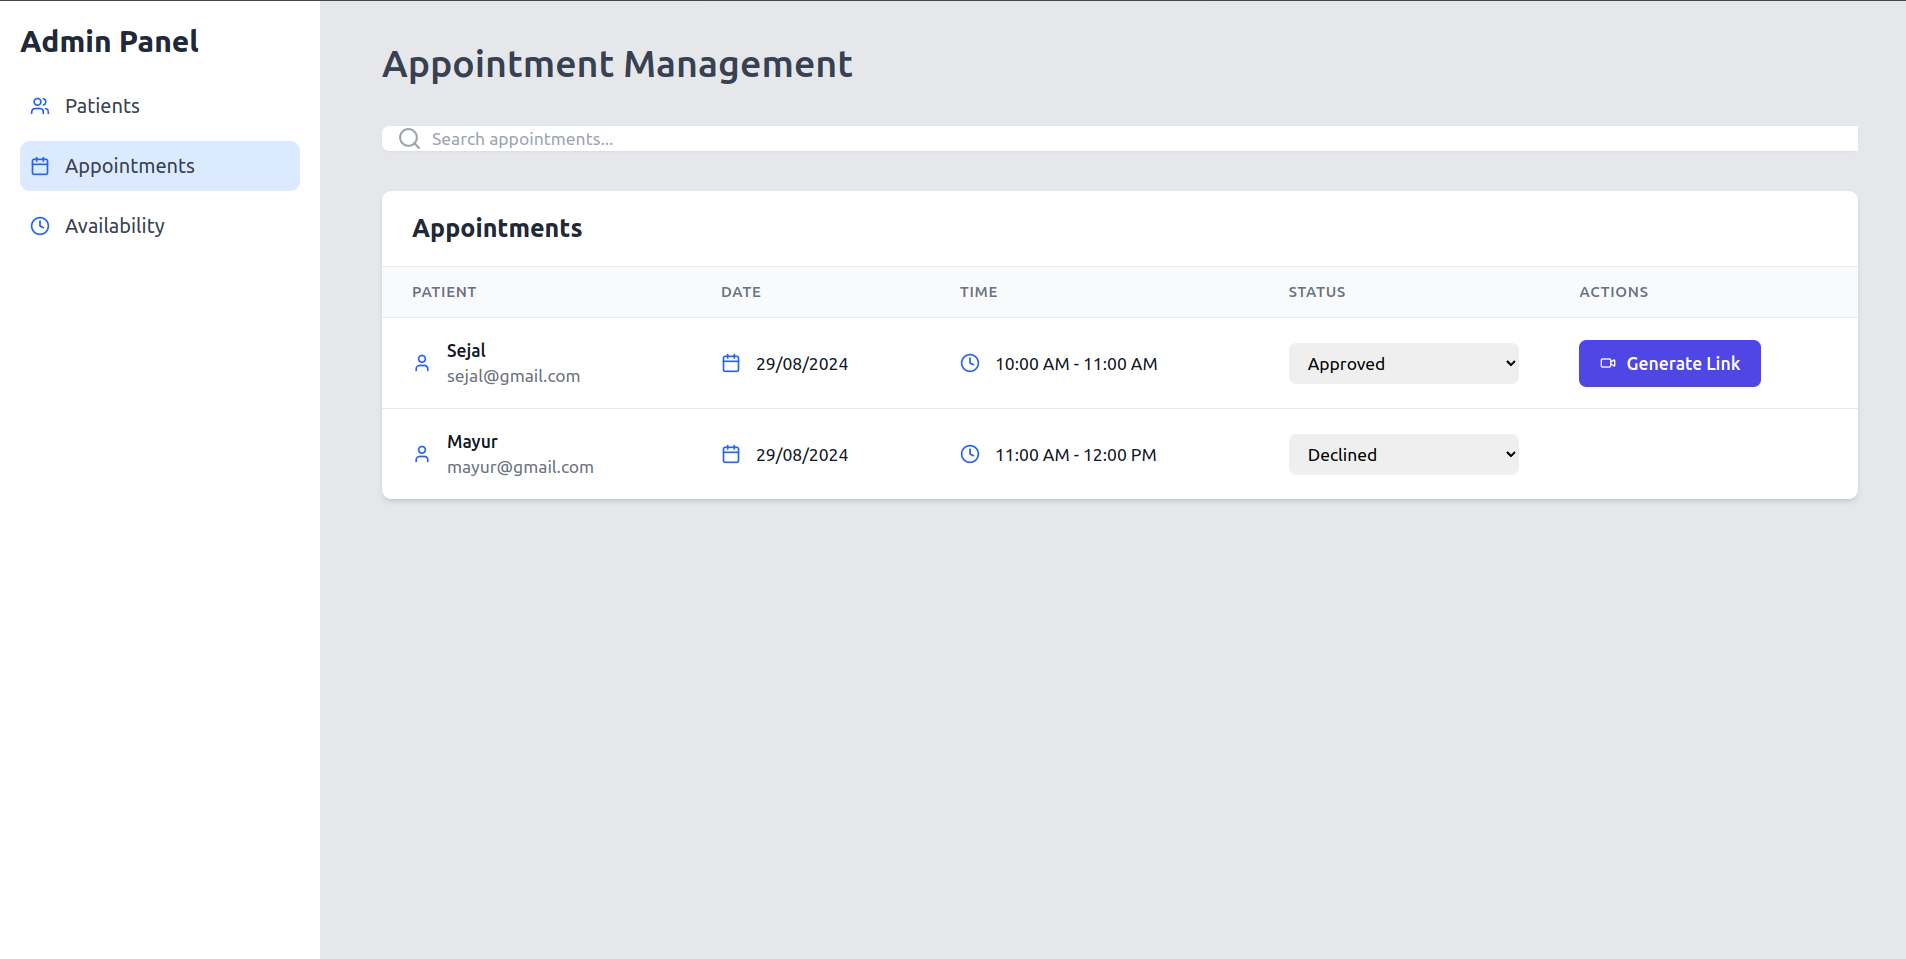 Admin Panel
Patients
Appointments
Availability
Appointment Management
Search appointments...
Appointments
PATIENT DATE TIME STATUS ACTIONS
Sejal
sejal@gmail.com
29/08/2024 10:00 AM - 11:00 AM Approved Generate Link
Mayur
mayur@gmail.com
29/08/2024 11:00 AM - 12:00 PM Declined